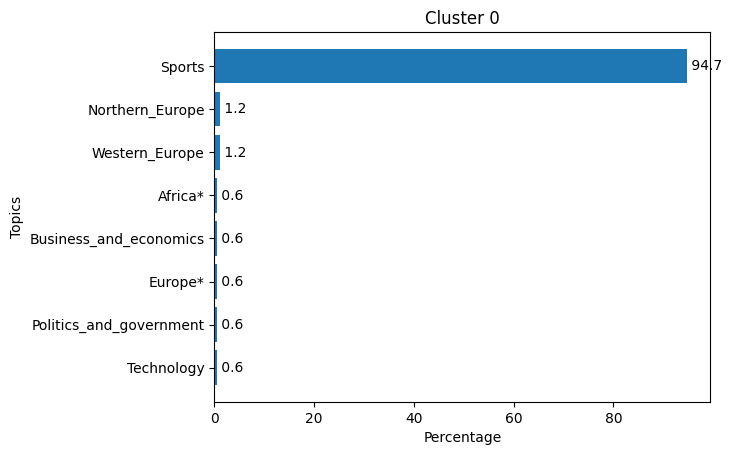 Cluster 0
Topics
Sports 94.7
Northern_Europe 1.2
Western_Europe 1.2
Africa* 0.6
Business_and_economics 0.6
Europe* 0.6
Politics_and_government 0.6
Technology 0.6
0 20 40 60 80
Percentage